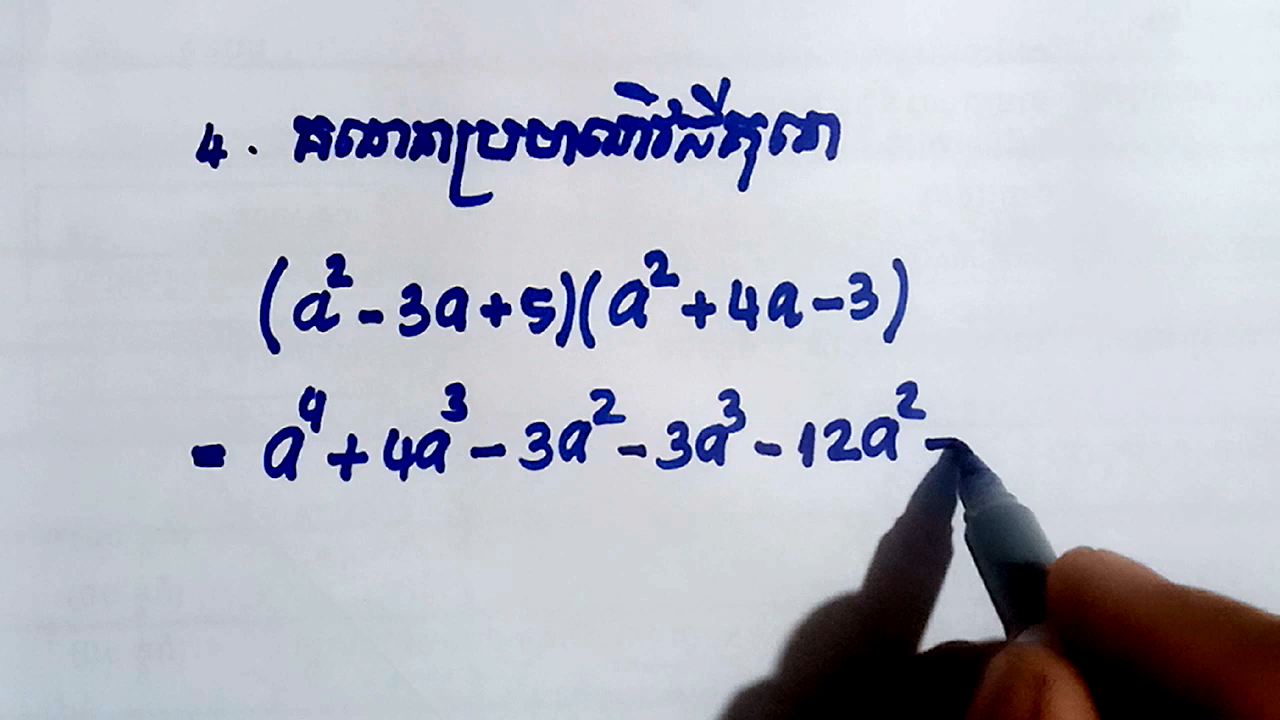 4. គណនាប្រមាណវិធីគុណ
(a² - 3a + 5)(a² + 4a - 3)
= a⁴ + 4a³ - 3a² - 3a³ - 12a² -